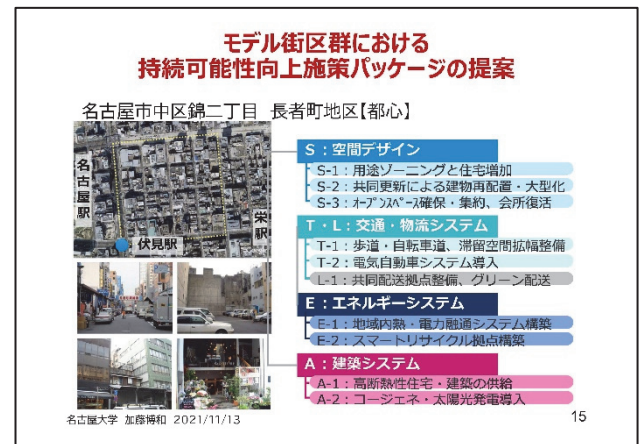 モデル街区群における
持続可能性向上施策パッケージの提案
名古屋市中区錦二丁目 長者町地区【都心】
名古屋駅
栄駅
伏見駅
S：空間デザイン
S-1：用途ゾーニングと住宅増加
S-2：共同更新による建物再配置・大型化
S-3：ｵｰﾌﾟﾝｽﾍﾟｰｽ確保・集約、会所復活
T・L：交通・物流システム
T-1：歩道・自転車道、滞留空間拡幅整備
T-2：電気自動車システム導入
L-1：共同配送拠点整備、グリーン配送
E：エネルギーシステム
E-1：地域内熱・電力融通システム構築
E-2：スマートリサイクル拠点構築
A：建築システム
A-1：高断熱性住宅・建築の供給
A-2：コージェネ・太陽光発電導入
名古屋大学 加藤博和 2021/11/13
15